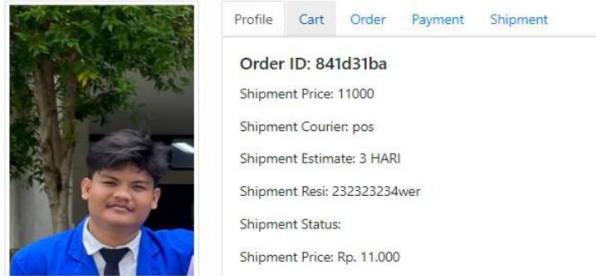 Profile Cart Order Payment Shipment
Order ID: 841d31ba
Shipment Price: 11000
Shipment Courier: pos
Shipment Estimate: 3 HARI
Shipment Resi: 232323234wer
Shipment Status:
Shipment Price: Rp. 11.000